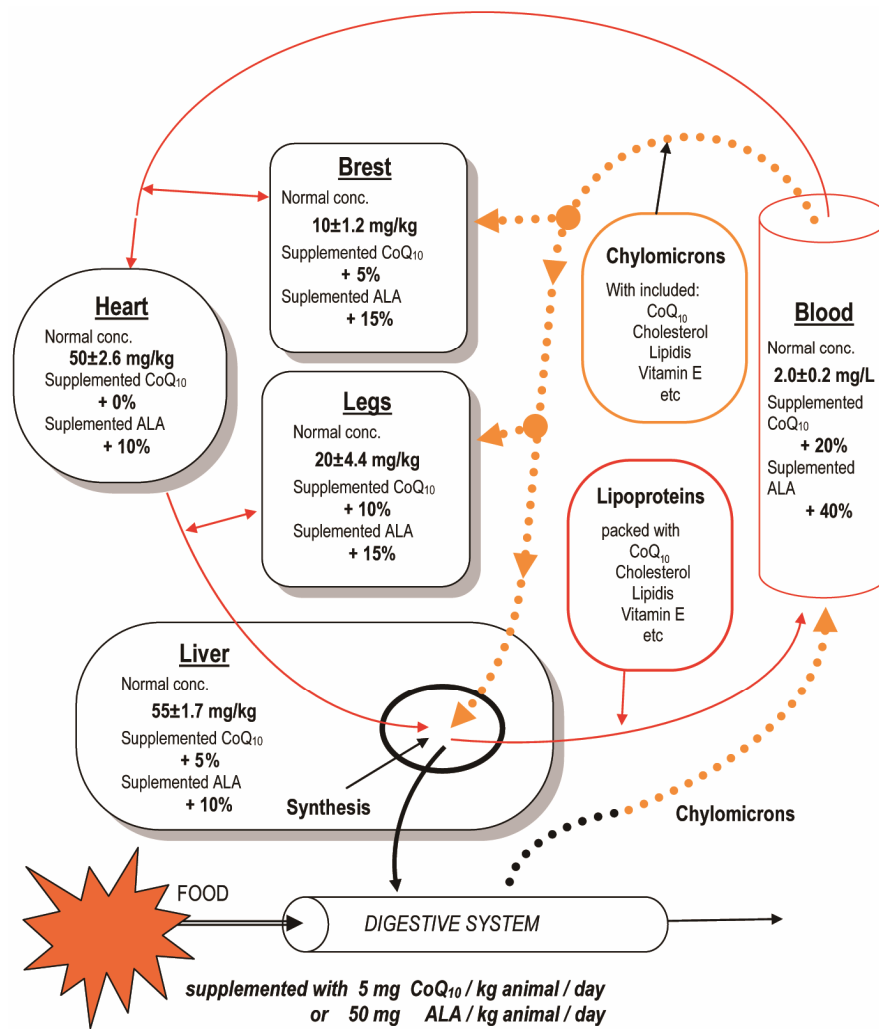 Brest
Normal conc.
10±1.2 mg/kg
Supplemented CoQ10
+ 5%
Suplemented ALA
+ 15%
Heart
Normal conc.
50±2.6 mg/kg
Supplemented CoQ10
+ 0%
Suplemented ALA
+ 10%
Legs
Normal conc.
20±4.4 mg/kg
Supplemented CoQ10
+ 10%
Suplemented ALA
+ 15%
Chylomicrons
With included:
CoQ10
Cholesterol
Lipidis
Vitamin E
etc
Blood
Normal conc.
2.0±0.2 mg/L
Supplemented
CoQ10
+ 20%
Suplemented
ALA
+ 40%
Lipoproteins
packed with
CoQ10
Cholesterol
Lipidis
Vitamin E
etc
Liver
Normal conc.
55±1.7 mg/kg
Supplemented CoQ10
+ 5%
Suplemented ALA
+ 10%
Synthesis
Chylomicrons
FOOD
DIGESTIVE SYSTEM
supplemented with 5 mg CoQ10 / kg animal / day
or 50 mg ALA / kg animal / day